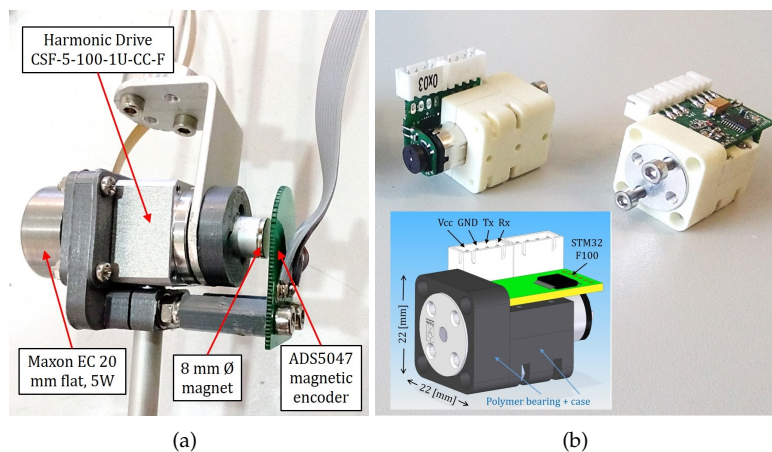 Harmonic Drive
CSF-5-100-1U-CC-F
Maxon EC 20
mm flat, 5W
8 mm Ø
magnet
ADS5047
magnetic
encoder
(a)
0x03
Vcc GND Tx Rx
STM32
F100
22 [mm]
22 [mm]
Polymer bearing + case
(b)